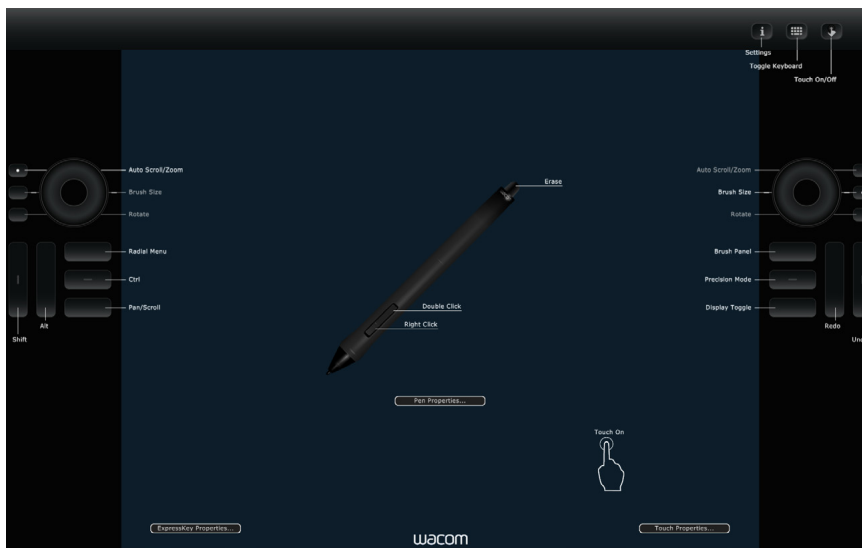 Settings
Toggle Keyboard
Touch On/Off
Auto Scroll/Zoom
Brush Size
Rotate
Radial Menu
Ctrl
Pan/Scroll
Alt
Shift
Erase
Double Click
Right Click
Pen Properties...
Auto Scroll/Zoom
Brush Size
Rotate
Brush Panel
Precision Mode
Display Toggle
Redo
Touch On
ExpressKey Properties...
wacom
Touch Properties...